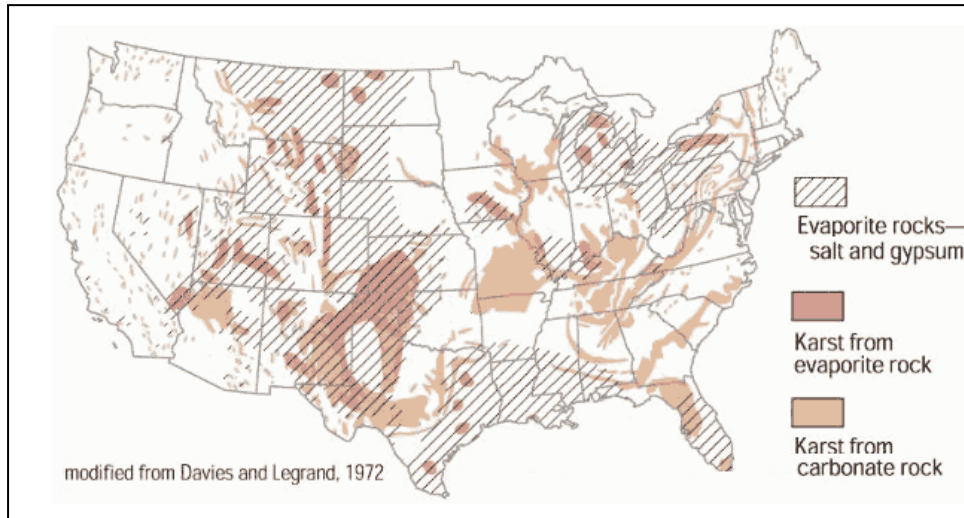 Evaporite rocks—
salt and gypsum
Karst from
evaporite rock
Karst from
carbonate rock
modified from Davies and Legrand, 1972